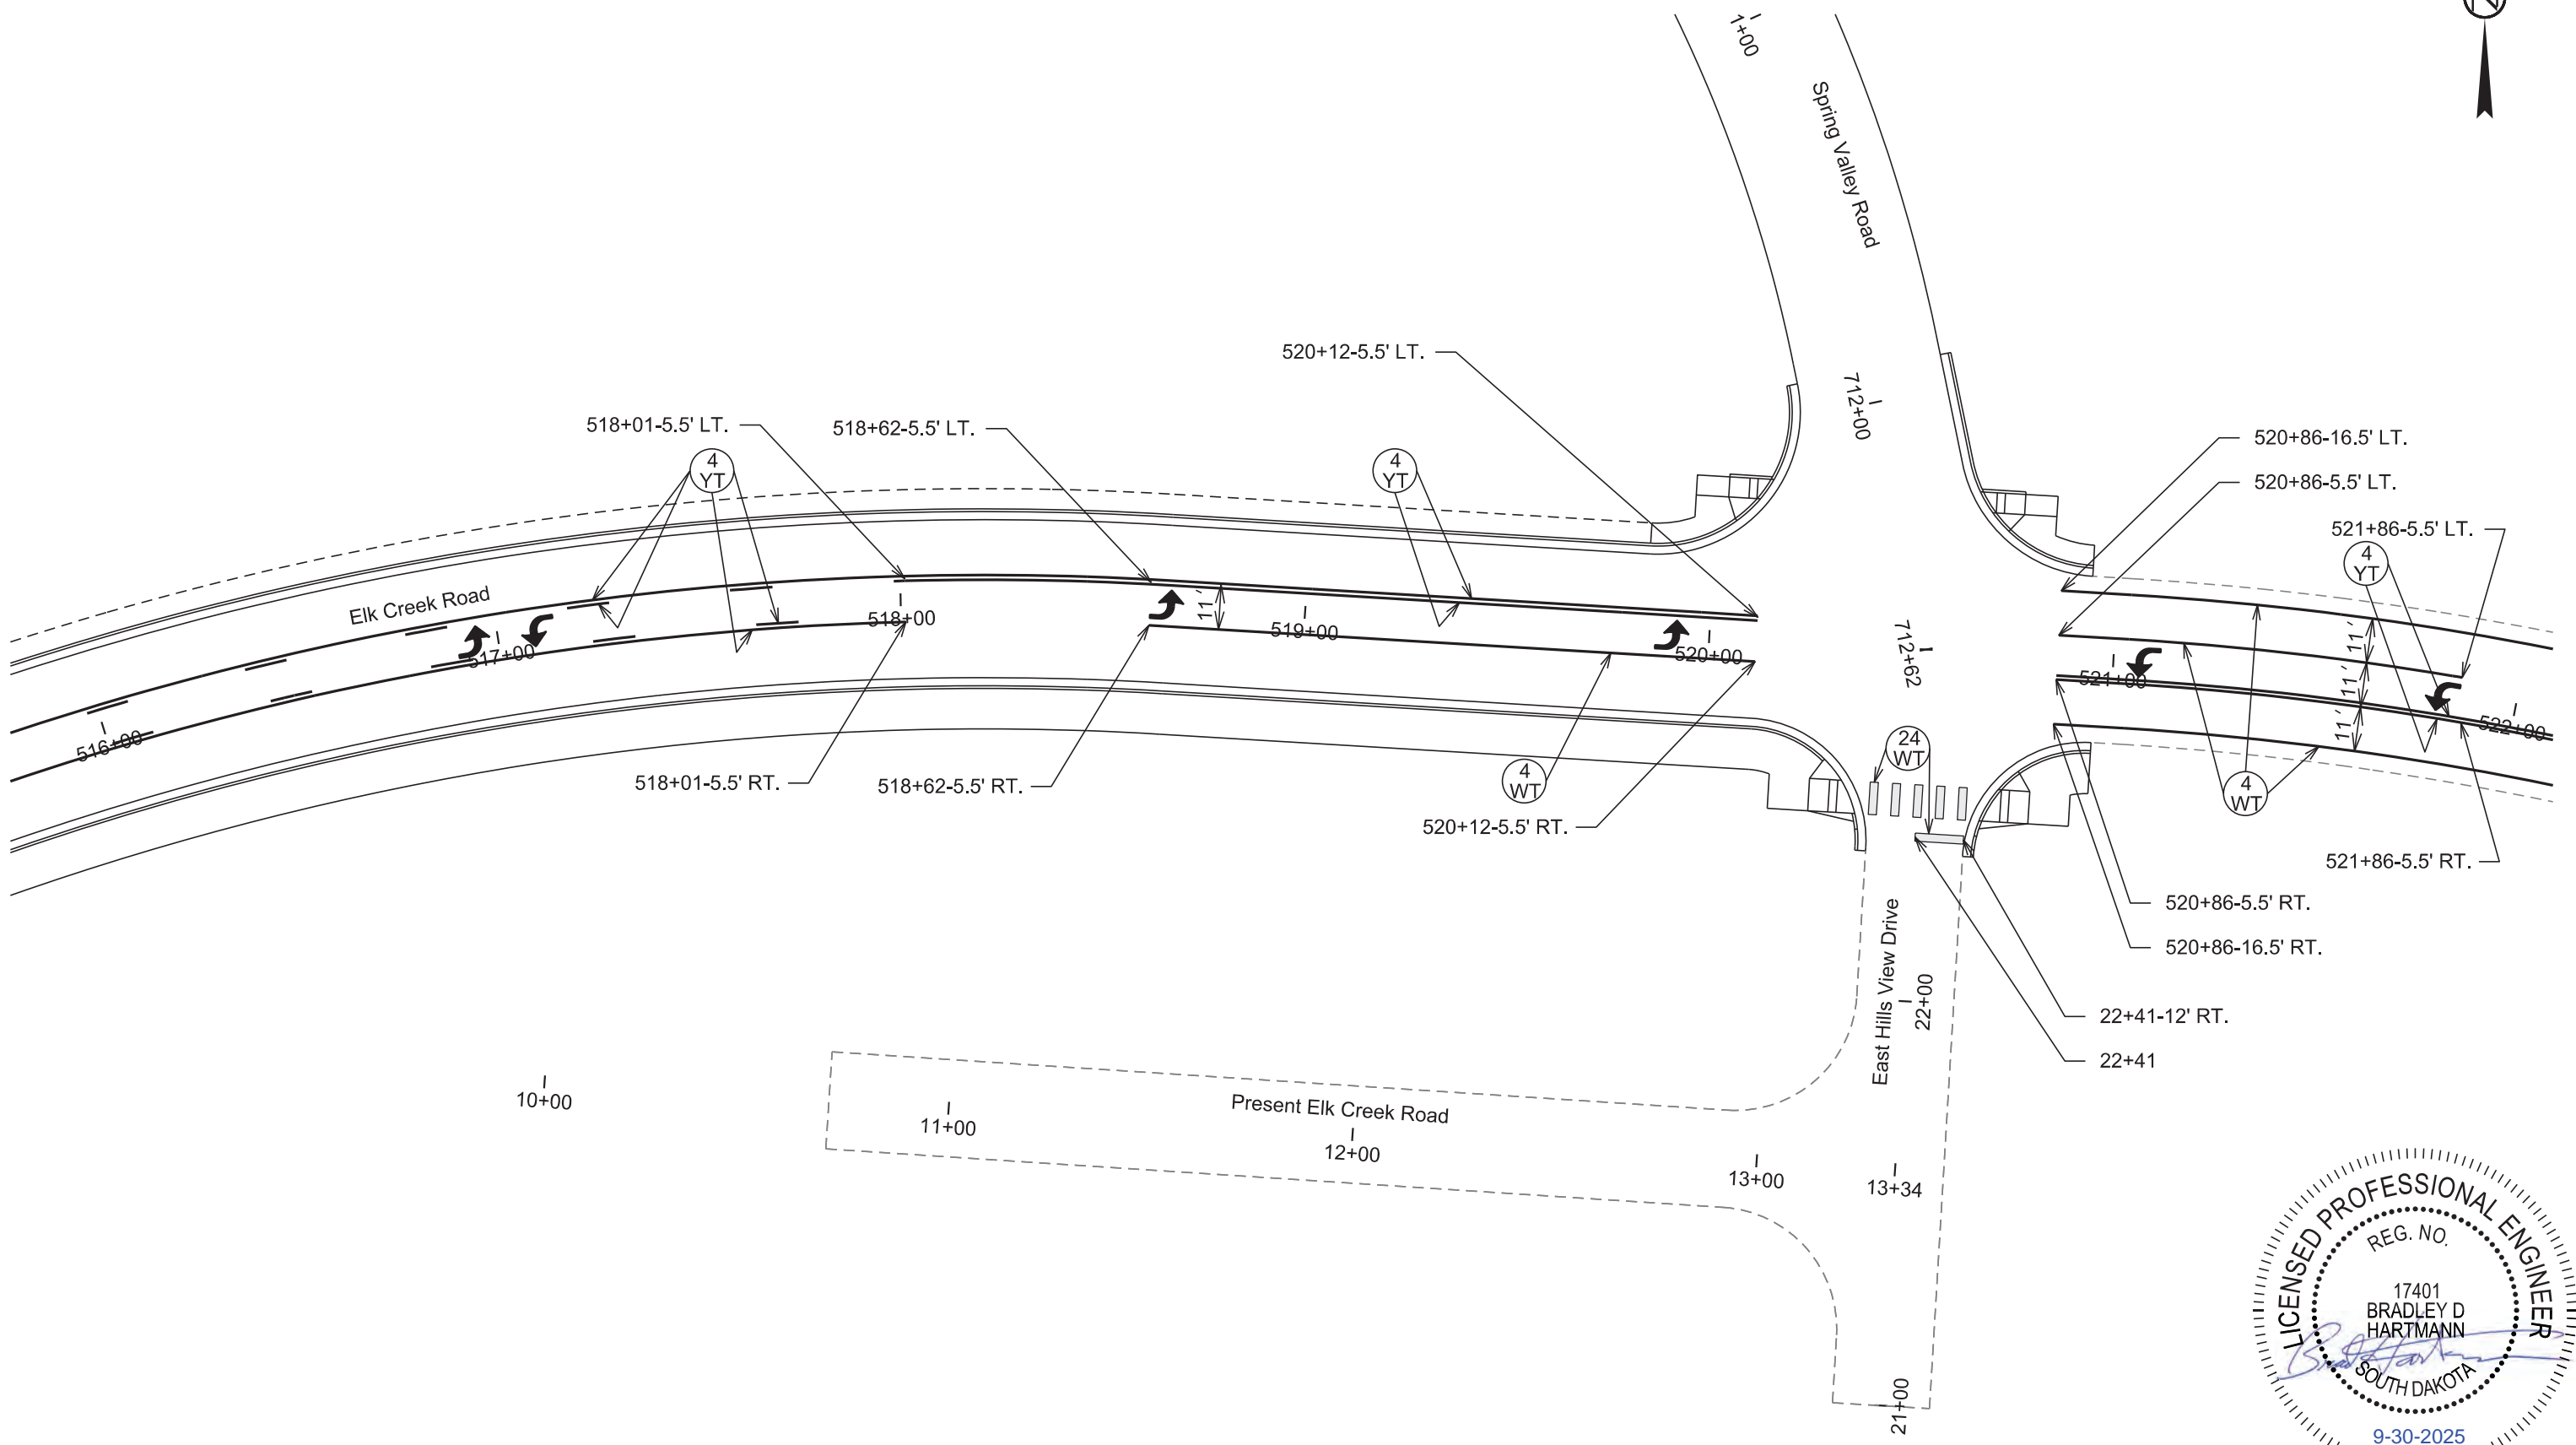 N
1+00
Spring Valley Road
712+00
520+12-5.5' LT.
518+01-5.5' LT.
518+62-5.5' LT.
4
YT
4
YT
520+86-16.5' LT.
520+86-5.5' LT.
521+86-5.5' LT.
4
YT
Elk Creek Road
516+00
517+00
518+00
11'
519+00
520+00
712+62
521+00
11'
11'
11'
522+00
518+01-5.5' RT.
518+62-5.5' RT.
4
WT
520+12-5.5' RT.
24
WT
4
WT
521+86-5.5' RT.
520+86-5.5' RT.
520+86-16.5' RT.
22+41-12' RT.
22+41
East Hills View Drive
22+00
10+00
11+00
Present Elk Creek Road
12+00
13+00
13+34
21+00
LICENSED PROFESSIONAL ENGINEER
REG. NO.
17401
BRADLEY D
HARTMANN
SOUTH DAKOTA
9-30-2025